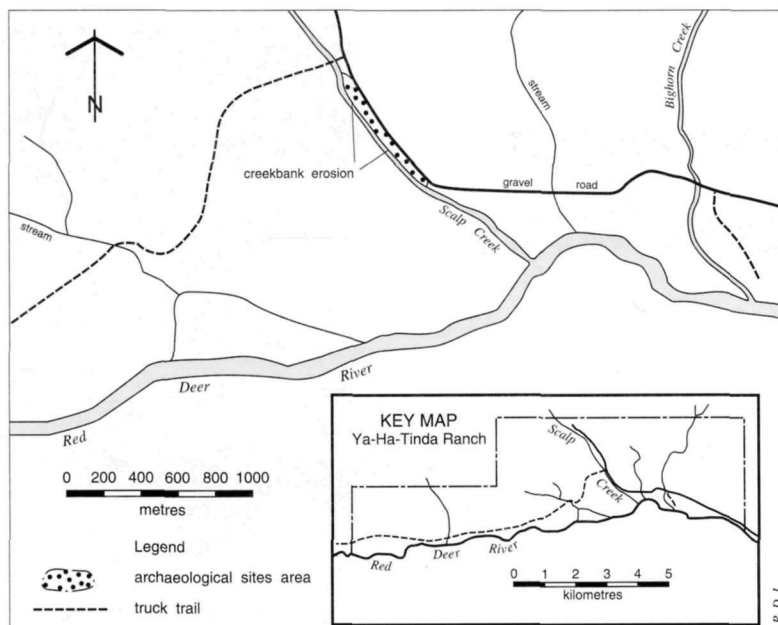 N
creekbank erosion
stream
Bighorn Creek
gravel road
Scalp Creek
stream
Red Deer River
0 200 400 600 800 1000
metres
Legend
archaeological sites area
truck trail
KEY MAP
Ya-Ha-Tinda Ranch
Scalp Creek
Red Deer River
0 1 2 3 4 5
kilometres